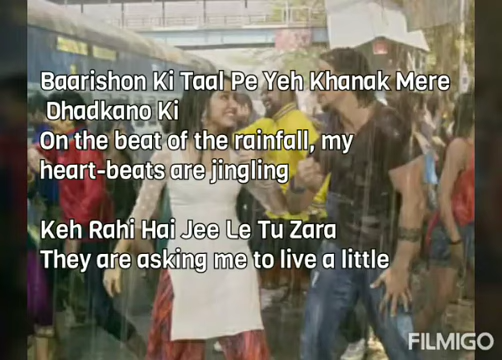 Baarishon Ki Taal Pe Yeh Khanak Mere
Dhadkano Ki
On the beat of the rainfall, my
heart-beats are jingling
Keh Rahi Hai Jee Le Tu Zara
They are asking me to live a little
FILMIGO